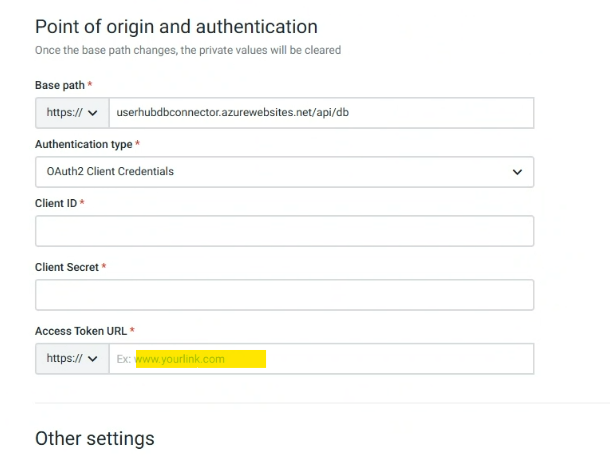 Point of origin and authentication
Once the base path changes, the private values will be cleared
Base path *
https:// userhubdbconnector.azurewebsites.net/api/db
Authentication type *
OAuth2 Client Credentials
Client ID *
Client Secret *
Access Token URL *
https:// Ex: www.yourlink.com
Other settings